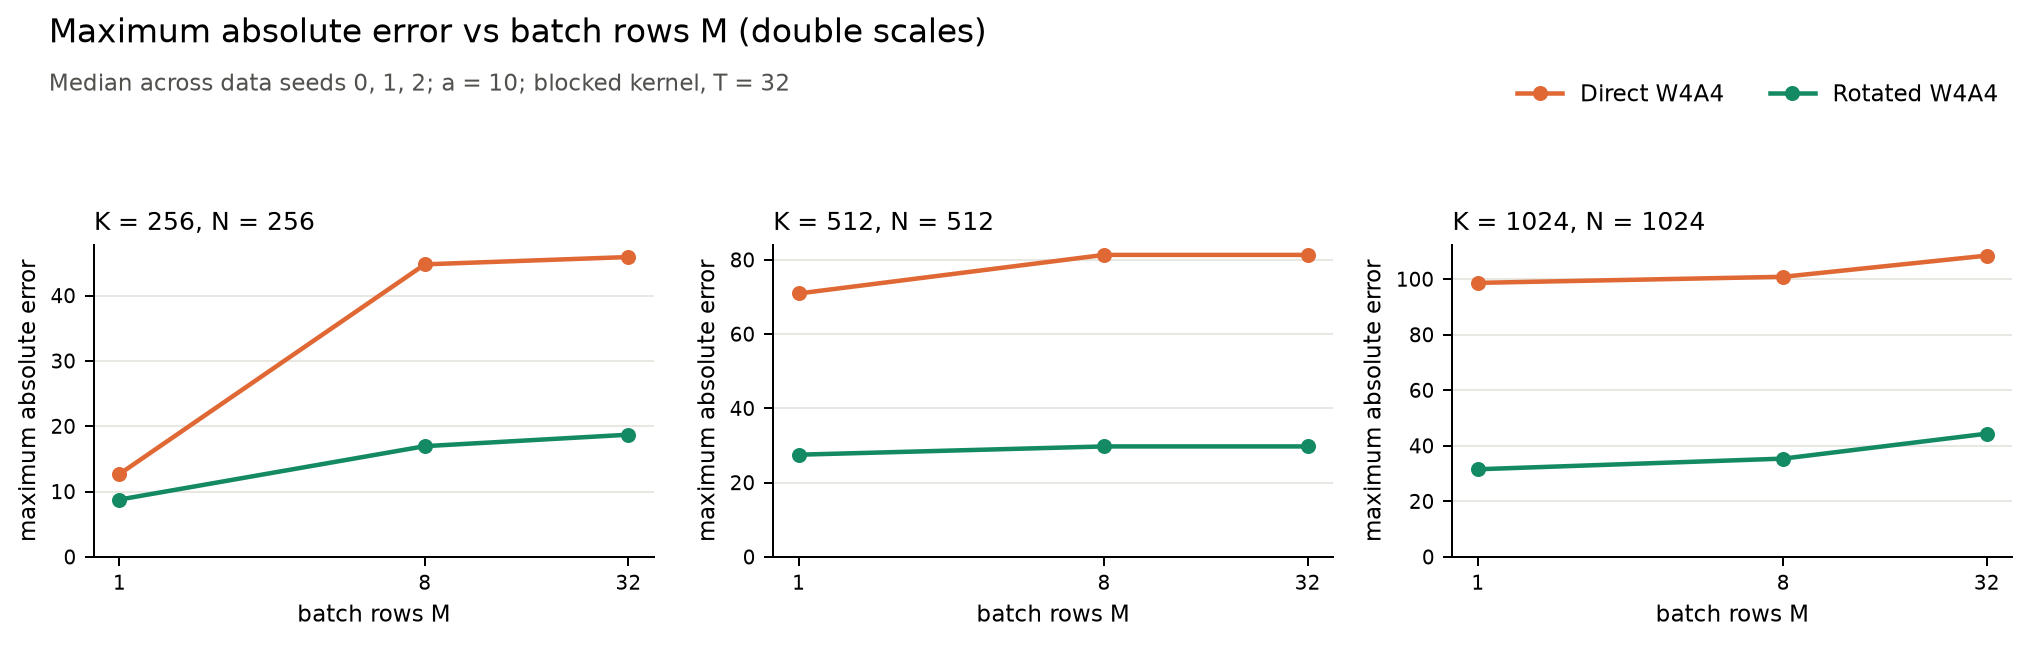 Maximum absolute error vs batch rows M (double scales)
Median across data seeds 0, 1, 2; a = 10; blocked kernel, T = 32
Direct W4A4
Rotated W4A4
K = 256, N = 256
maximum absolute error
40
30
20
10
0
1
8
32
batch rows M
K = 512, N = 512
maximum absolute error
80
60
40
20
0
1
8
32
batch rows M
K = 1024, N = 1024
maximum absolute error
100
80
60
40
20
0
1
8
32
batch rows M